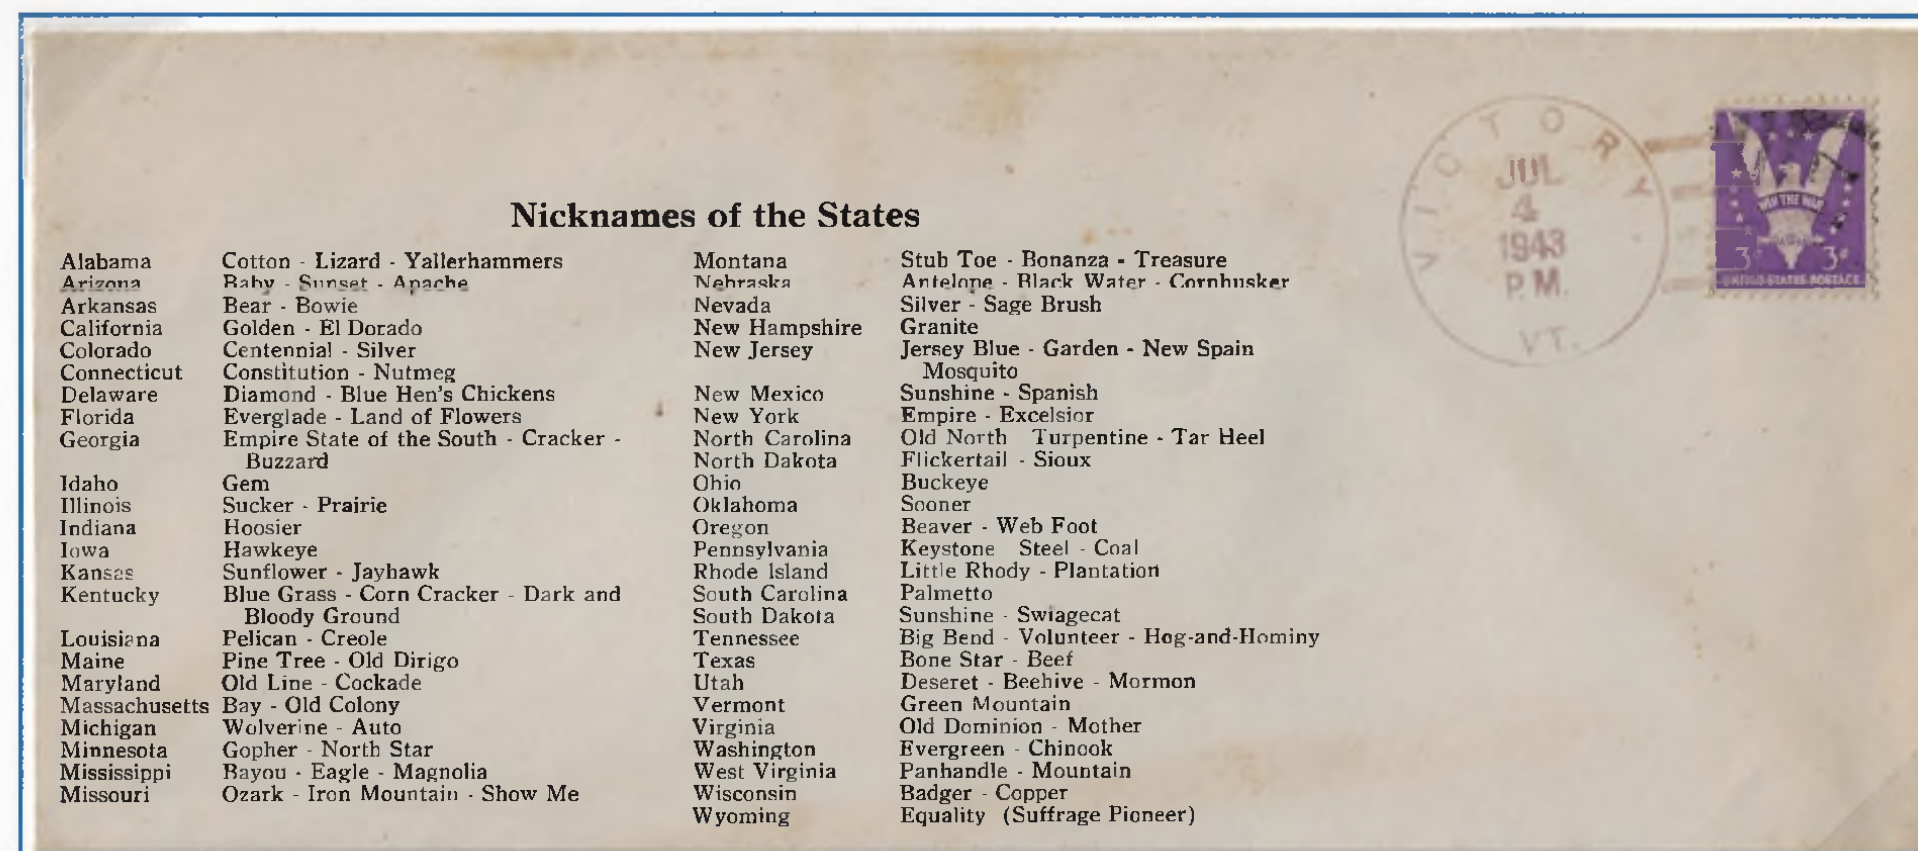 Nicknames of the States
Alabama Cotton - Lizard - Yallerhammers
Arizona Baby - Sunset - Apache
Arkansas Bear - Bowie
California Golden - El Dorado
Colorado Centennial - Silver
Connecticut Constitution - Nutmeg
Delaware Diamond - Blue Hen's Chickens
Florida Everglade - Land of Flowers
Georgia Empire State of the South - Cracker -
Buzzard
Idaho Gem
Illinois Sucker - Prairie
Indiana Hoosier
Iowa Hawkeye
Kansas Sunflower - Jayhawk
Kentucky Blue Grass - Corn Cracker - Dark and
Bloody Ground
Louisiana Pelican - Creole
Maine Pine Tree - Old Dirigo
Maryland Old Line - Cockade
Massachusetts Bay - Old Colony
Michigan Wolverine - Auto
Minnesota Gopher - North Star
Mississippi Bayou - Eagle - Magnolia
Missouri Ozark - Iron Mountain - Show Me
Montana Stub Toe - Bonanza - Treasure
Nebraska Antelope - Black Water - Cornhusker
Nevada Silver - Sage Brush
New Hampshire Granite
New Jersey Jersey Blue - Garden - New Spain
Mosquito
New Mexico Sunshine - Spanish
New York Empire - Excelsior
North Carolina Old North Turpentine - Tar Heel
North Dakota Flickertail - Sioux
Ohio Buckeye
Oklahoma Sooner
Oregon Beaver - Web Foot
Pennsylvania Keystone Steel - Coal
Rhode Island Little Rhody - Plantation
South Carolina Palmetto
South Dakota Sunshine - Swiagecat
Tennessee Big Bend - Volunteer - Hog-and-Hominy
Texas Bone Star - Beef
Utah Deseret - Beehive - Mormon
Vermont Green Mountain
Virginia Old Dominion - Mother
Washington Evergreen - Chinook
West Virginia Panhandle - Mountain
Wisconsin Badger - Copper
Wyoming Equality (Suffrage Pioneer)
VICTORY
JUL
4
1943
P.M.
VT.
WIN THE WAR
3¢ 3¢
UNITED STATES POSTAGE